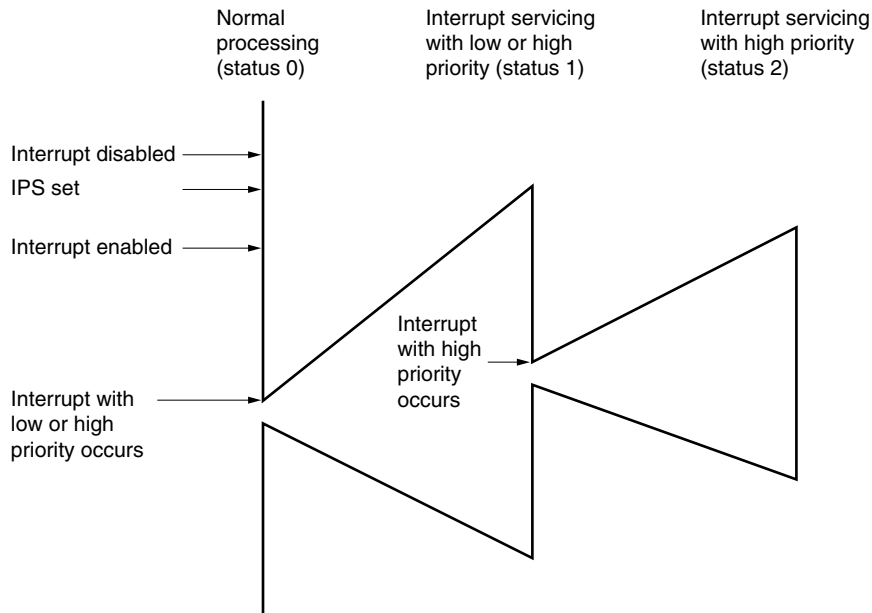 Normal
processing
(status 0)
Interrupt servicing
with low or high
priority (status 1)
Interrupt servicing
with high priority
(status 2)
Interrupt disabled
IPS set
Interrupt enabled
Interrupt
with high
priority
occurs
Interrupt with
low or high
priority occurs